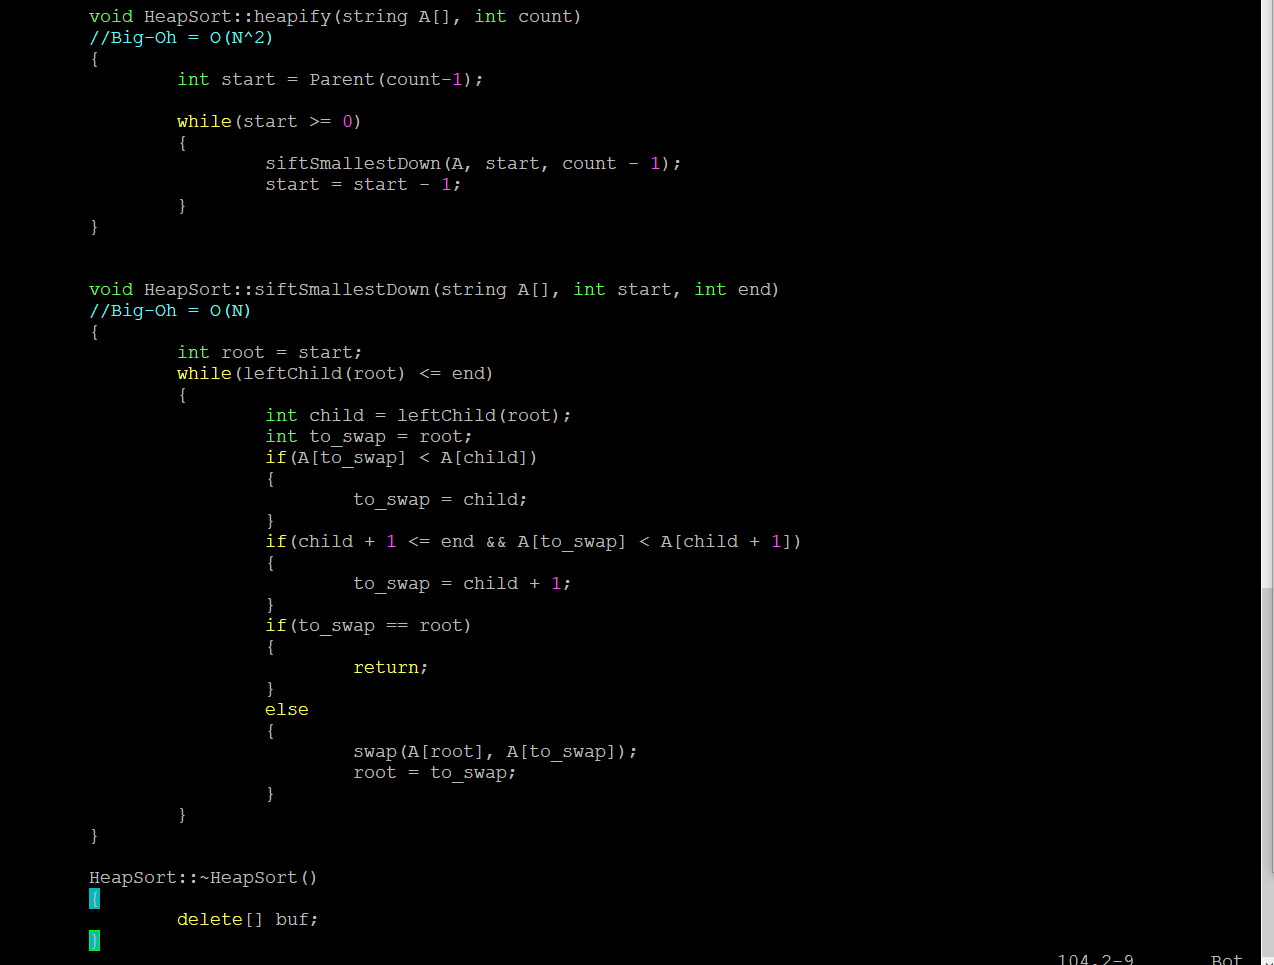 void HeapSort::heapify(string A[], int count)
//Big-Oh = O(N^2)
{
int start = Parent(count-1);
while(start >= 0)
{
siftSmallestDown(A, start, count - 1);
start = start - 1;
}
}
void HeapSort::siftSmallestDown(string A[], int start, int end)
//Big-Oh = O(N)
{
int root = start;
while(leftChild(root) <= end)
{
int child = leftChild(root);
int to_swap = root;
if(A[to_swap] < A[child])
{
to_swap = child;
}
if(child + 1 <= end && A[to_swap] < A[child + 1])
{
to_swap = child + 1;
}
if(to_swap == root)
{
return;
}
else
{
swap(A[root], A[to_swap]);
root = to_swap;
}
}
}
HeapSort::~HeapSort()
{
delete[] buf;
}
104,2-9 Bot